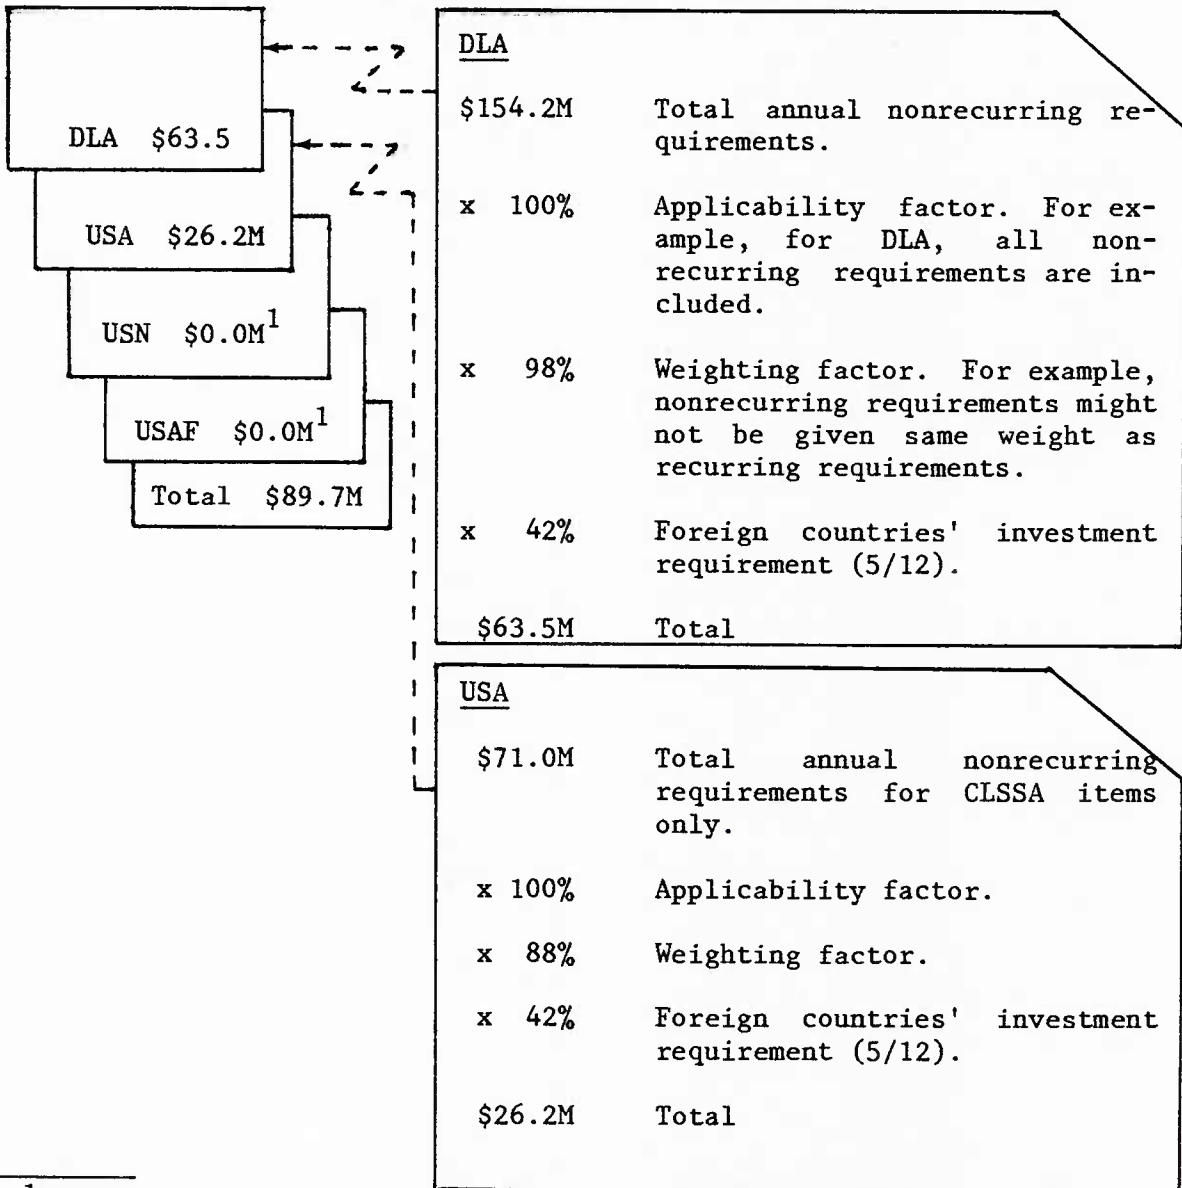 DLA $63.5
USA $26.2M
USN $0.0M1
USAF $0.0M1
Total $89.7M
DLA
$154.2M Total annual nonrecurring re-
quirements.
x 100% Applicability factor. For ex-
ample, for DLA, all non-
recurring requirements are in-
cluded.
x 98% Weighting factor. For example,
nonrecurring requirements might
not be given same weight as
recurring requirements.
x 42% Foreign countries' investment
requirement (5/12).
$63.5M Total
USA
$71.0M Total annual nonrecurring
requirements for CLSSA items
only.
x 100% Applicability factor.
x 88% Weighting factor.
x 42% Foreign countries' investment
requirement (5/12).
$26.2M Total